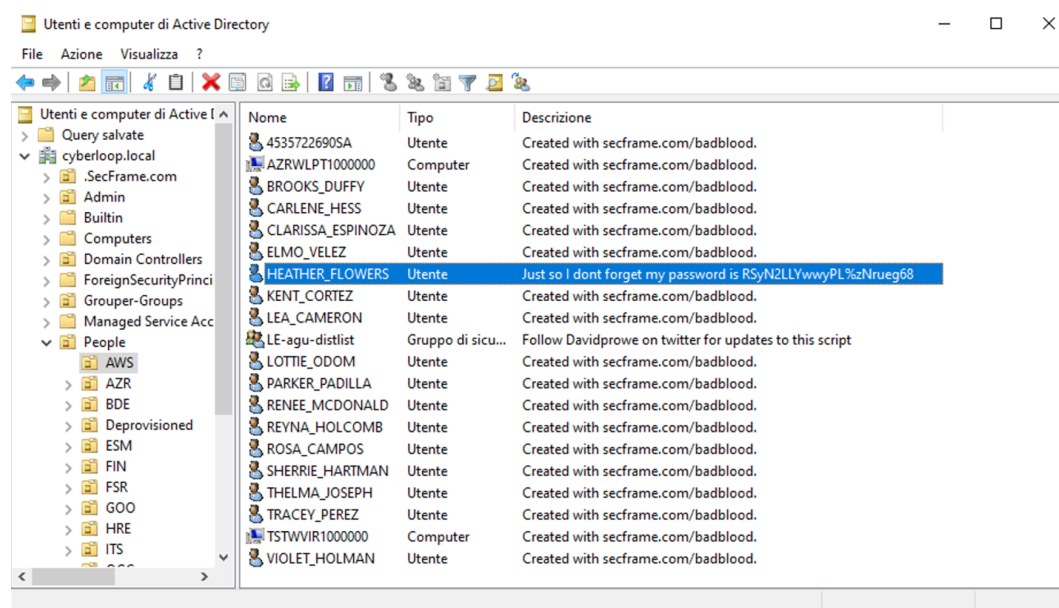 Utenti e computer di Active Directory
File Azione Visualizza ?
Utenti e computer di Active D
Query salvate
cyberloop.local
.SecFrame.com
Admin
Builtin
Computers
Domain Controllers
ForeignSecurityPrinci
Grouper-Groups
Managed Service Acc
People
AWS
AZR
BDE
Deprovisioned
ESM
FIN
FSR
GOO
HRE
ITS
Nome Tipo Descrizione
4535722690SA Utente Created with secframe.com/badblood.
AZRWLPT1000000 Computer Created with secframe.com/badblood.
BROOKS_DUFFY Utente Created with secframe.com/badblood.
CARLENE_HESS Utente Created with secframe.com/badblood.
CLARISSA_ESPINOZA Utente Created with secframe.com/badblood.
ELMO_VELEZ Utente Created with secframe.com/badblood.
HEATHER_FLOWERS Utente Just so I dont forget my password is RSyN2LLYwwyPL%zNrueg68
KENT_CORTEZ Utente Created with secframe.com/badblood.
LEA_CAMERON Utente Created with secframe.com/badblood.
LE-agu-distlist Gruppo di sicu... Follow Davidprowe on twitter for updates to this script
LOTTIE_ODOM Utente Created with secframe.com/badblood.
PARKER_PADILLA Utente Created with secframe.com/badblood.
RENEE_MCDONALD Utente Created with secframe.com/badblood.
REYNA_HOLCOMB Utente Created with secframe.com/badblood.
ROSA_CAMPOS Utente Created with secframe.com/badblood.
SHERRIE_HARTMAN Utente Created with secframe.com/badblood.
THELMA_JOSEPH Utente Created with secframe.com/badblood.
TRACEY_PEREZ Utente Created with secframe.com/badblood.
TSTWVIR1000000 Computer Created with secframe.com/badblood.
VIOLET_HOLMAN Utente Created with secframe.com/badblood.